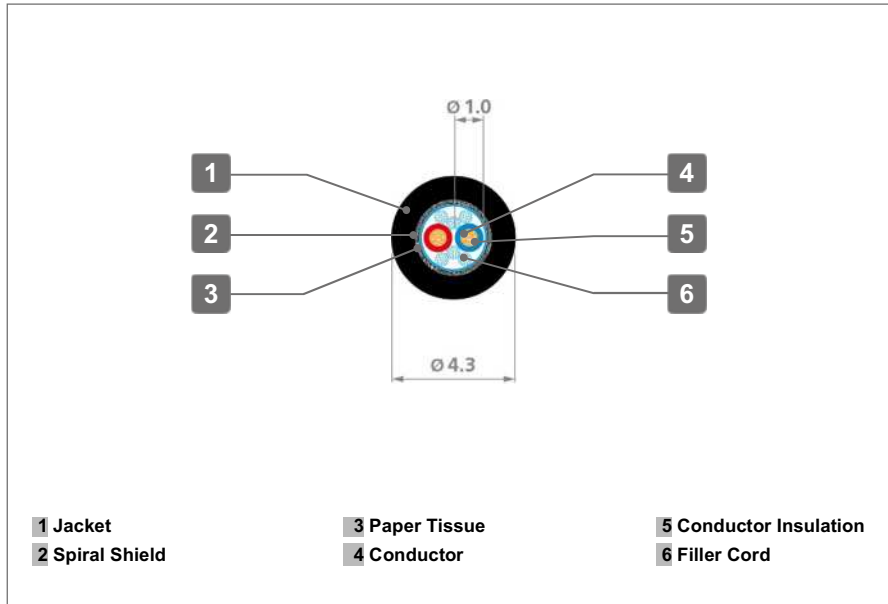 Ø 1.0
1
4
2
5
3
6
Ø 4.3
1 Jacket
3 Paper Tissue
5 Conductor Insulation
2 Spiral Shield
4 Conductor
6 Filler Cord